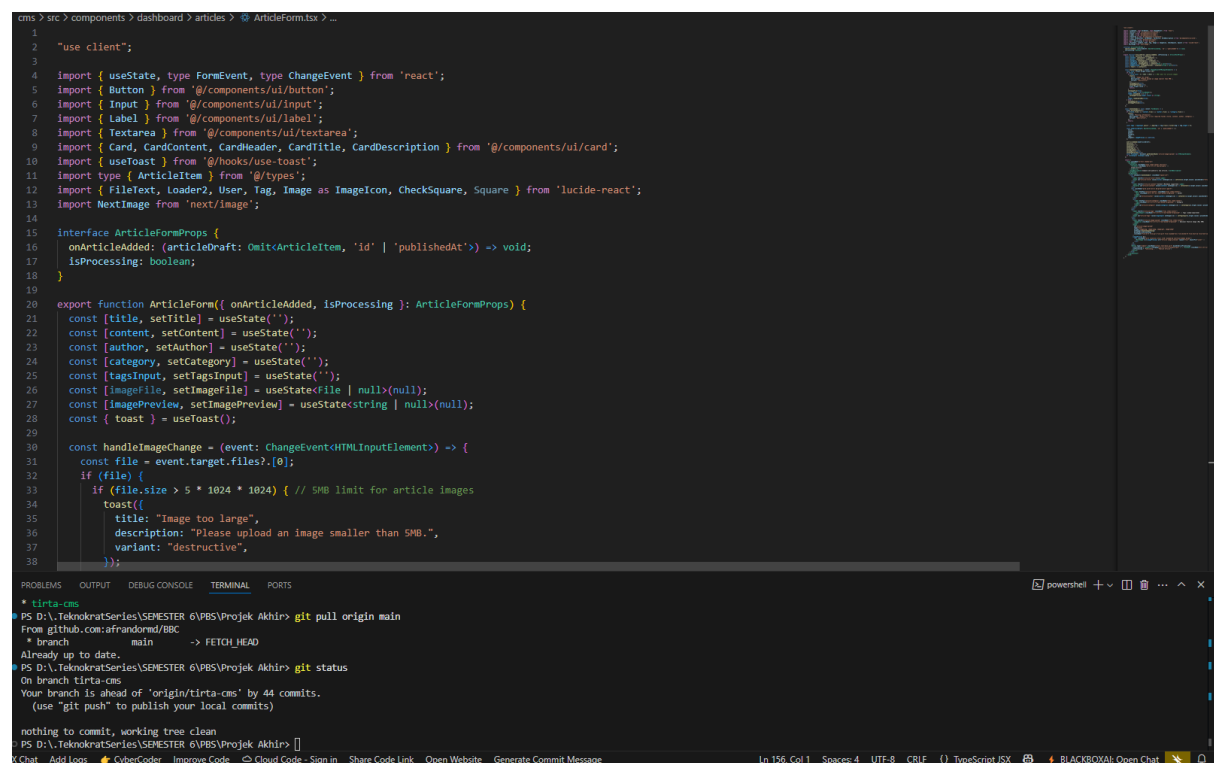 cms > src > components > dashboard > articles > ArticleForm.tsx > ...
1
2 "use client";
3
4 import { useState, type FormEvent, type ChangeEvent } from 'react';
5 import { Button } from '@/components/ui/button';
6 import { Input } from '@/components/ui/input';
7 import { Label } from '@/components/ui/label';
8 import { Textarea } from '@/components/ui/textarea';
9 import { Card, CardContent, CardHeader, CardTitle, CardDescription } from '@/components/ui/card';
10 import { useToast } from '@/hooks/use-toast';
11 import type { ArticleItem } from '@/types';
12 import { FileText, Loader2, User, Tag, Image as ImageIcon, CheckSquare, Square } from 'lucide-react';
13 import NextImage from 'next/image';
14
15 interface ArticleFormProps {
16 onArticleAdded: (articleDraft: Omit<ArticleItem, 'id' | 'publishedAt'>) => void;
17 isProcessing: boolean;
18 }
19
20 export function ArticleForm({ onArticleAdded, isProcessing }: ArticleFormProps) {
21 const [title, setTitle] = useState('');
22 const [content, setContent] = useState('');
23 const [author, setAuthor] = useState('');
24 const [category, setCategory] = useState('');
25 const [tagsInput, setTagsInput] = useState('');
26 const [imageFile, setImageFile] = useState<File | null>(null);
27 const [imagePreview, setImagePreview] = useState<string | null>(null);
28 const { toast } = useToast();
29
30 const handleImageChange = (event: ChangeEvent<HTMLInputElement>) => {
31 const file = event.target.files?.[0];
32 if (file) {
33 if (file.size > 5 * 1024 * 1024) { // 5MB limit for article images
34 toast({
35 title: "Image too large",
36 description: "Please upload an image smaller than 5MB.",
37 variant: "destructive",
38 });
PROBLEMS OUTPUT DEBUG CONSOLE TERMINAL PORTS powershell
* tirta-cms
PS D:\.TeknokratSeries\SEMESTER 6\PBS\Projek Akhir> git pull origin main
From github.com:afrandormd/BBC
* branch main -> FETCH_HEAD
Already up to date.
PS D:\.TeknokratSeries\SEMESTER 6\PBS\Projek Akhir> git status
On branch tirta-cms
Your branch is ahead of 'origin/tirta-cms' by 44 commits.
(use "git push" to publish your local commits)
nothing to commit, working tree clean
PS D:\.TeknokratSeries\SEMESTER 6\PBS\Projek Akhir>
X Chat Add Logs CyberCoder Improve Code Cloud Code - Sign in Share Code Link Open Website Generate Commit Message Ln 156, Col 1 Spaces: 4 UTF-8 CRLF {} TypeScript JSX BLACKBOXAI: Open Chat